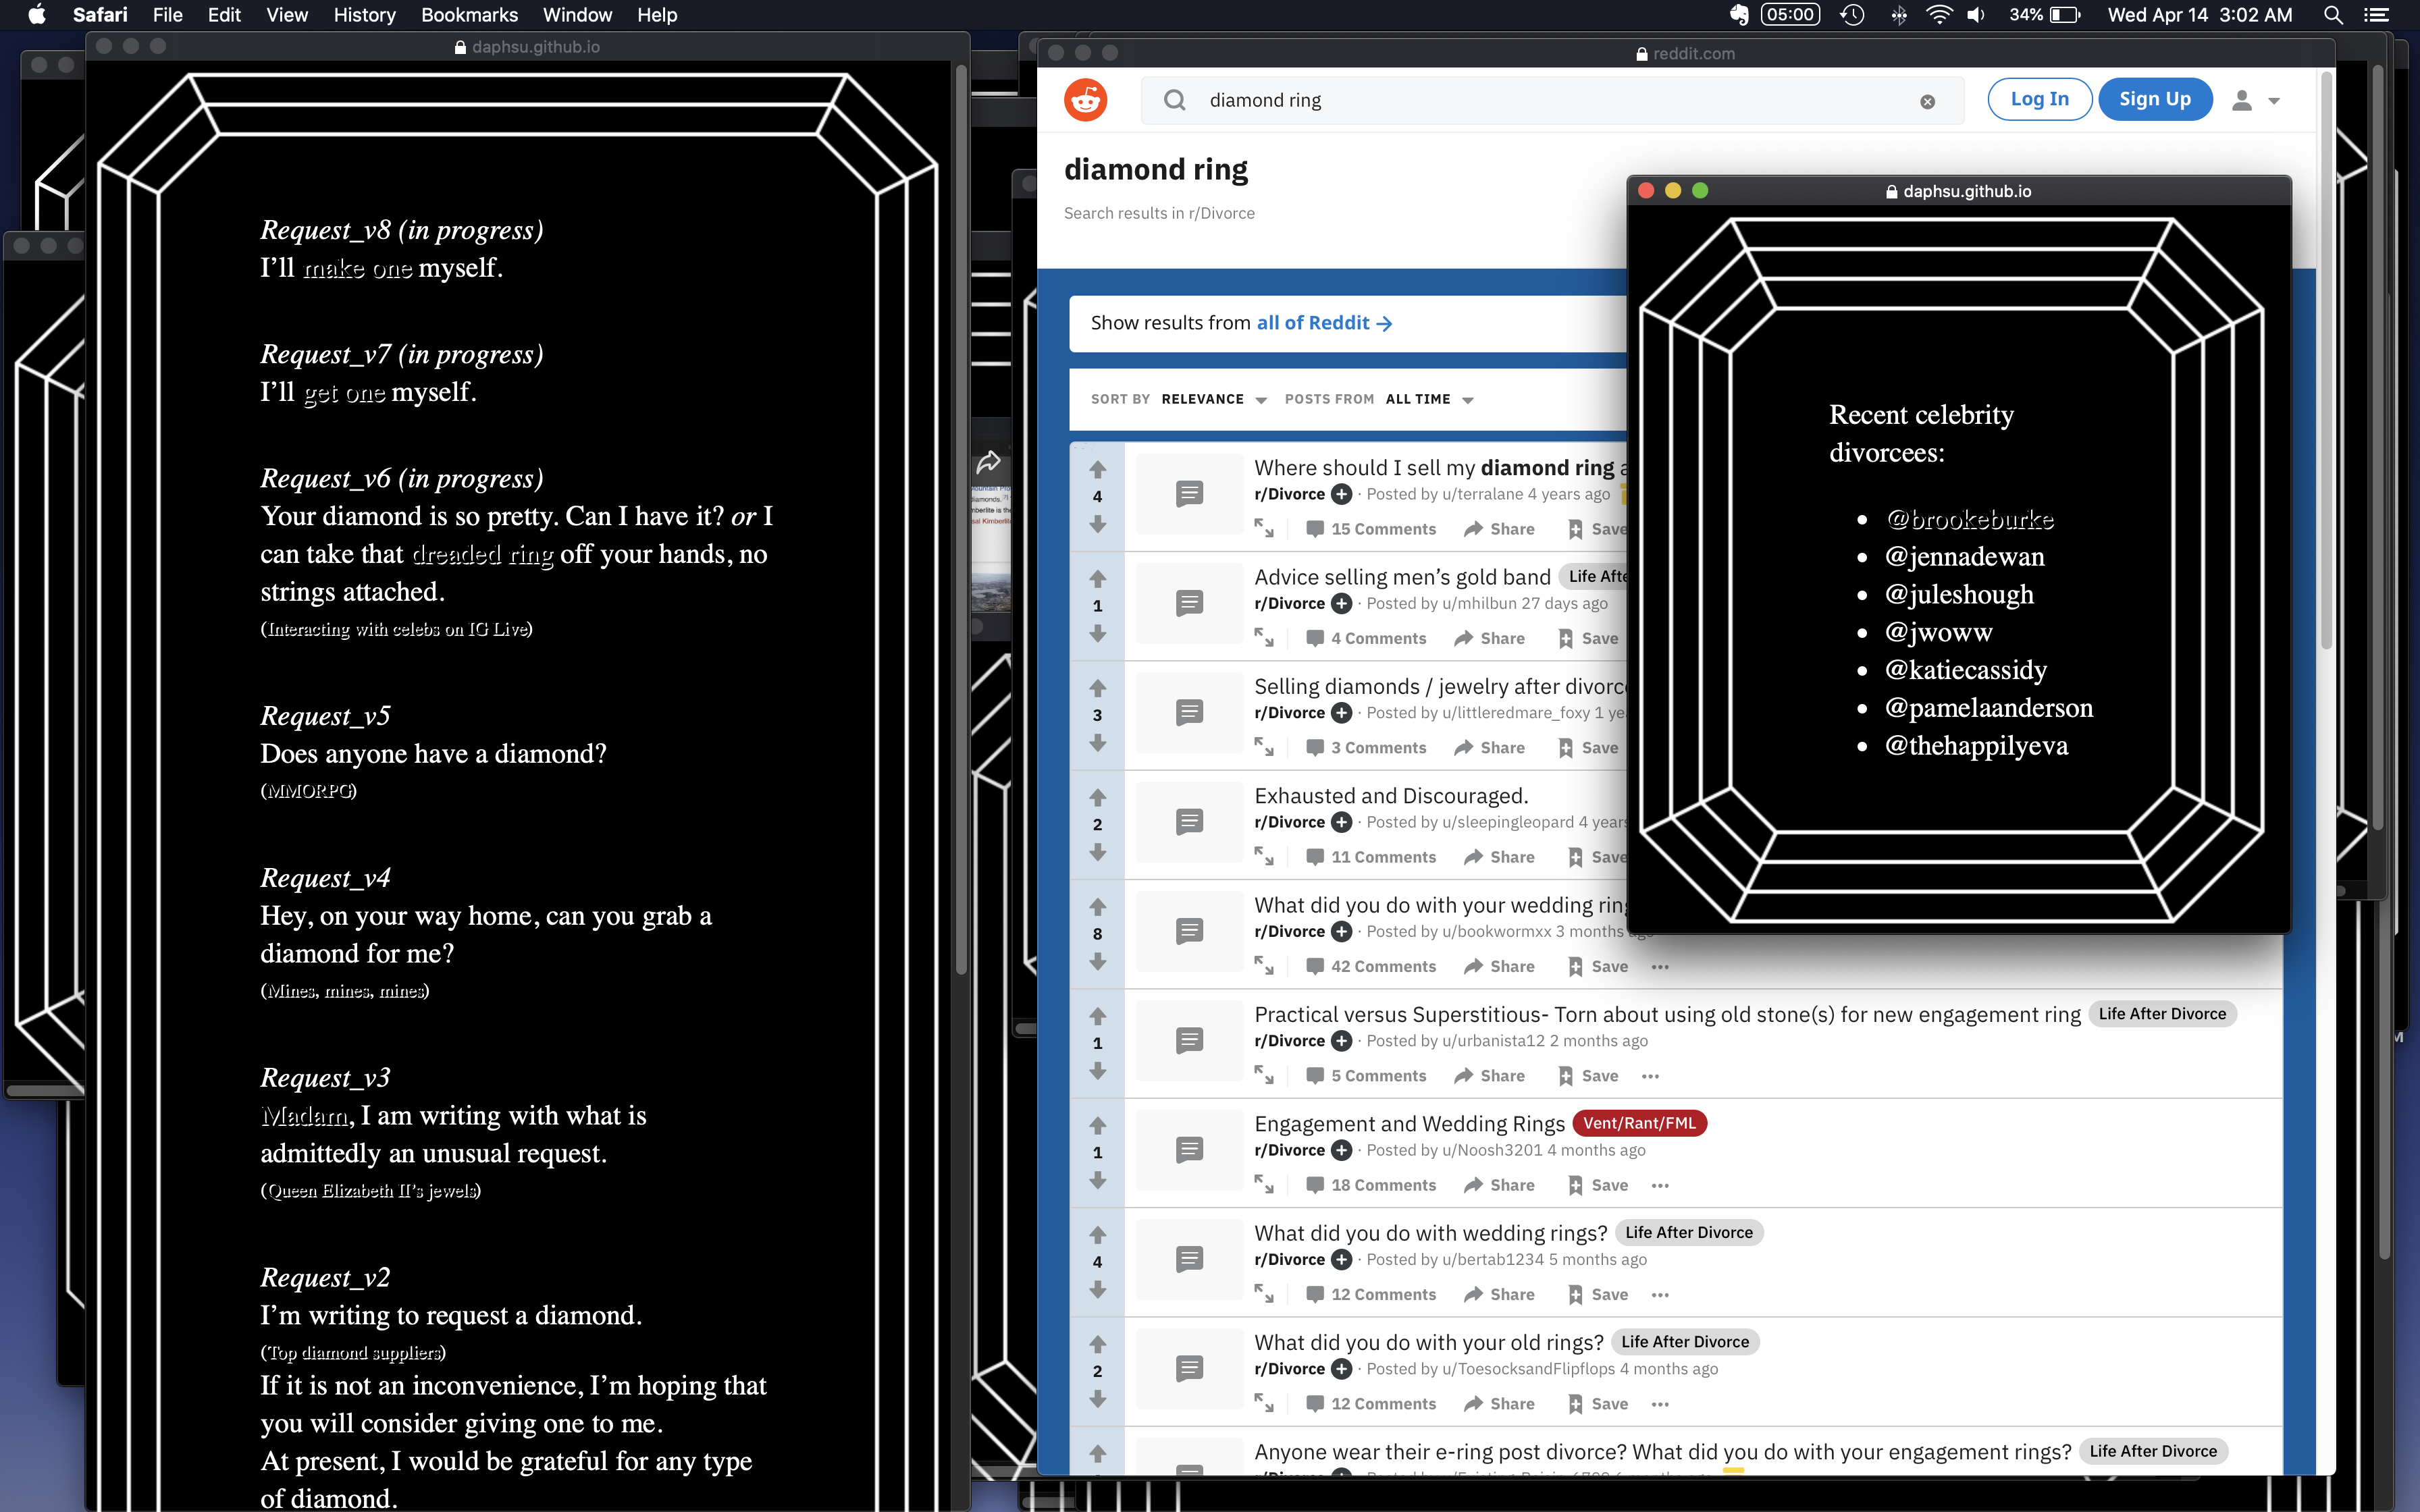 Safari File Edit View History Bookmarks Window Help
05:00 34% Wed Apr 14 3:02 AM
daphsu.github.io
Request_v8 (in progress)
I’ll make one myself.
Request_v7 (in progress)
I’ll get one myself.
Request_v6 (in progress)
Your diamond is so pretty. Can I have it? or I
can take that dreaded ring off your hands, no
strings attached.
(Interacting with celebs on IG Live)
Request_v5
Does anyone have a diamond?
(MMORPG)
Request_v4
Hey, on your way home, can you grab a
diamond for me?
(Mines, mines, mines)
Request_v3
Madam, I am writing with what is
admittedly an unusual request.
(Queen Elizabeth II’s jewels)
Request_v2
I’m writing to request a diamond.
(Top diamond suppliers)
If it is not an inconvenience, I’m hoping that
you will consider giving one to me.
At present, I would be grateful for any type
of diamond.
reddit.com
diamond ring
Log In Sign Up
diamond ring
Search results in r/Divorce
Show results from all of Reddit →
SORT BY RELEVANCE POSTS FROM ALL TIME
4
Where should I sell my diamond ring
r/Divorce · Posted by u/terralane 4 years ago
15 Comments Share Save
1
Advice selling men’s gold band Life Afte
r/Divorce · Posted by u/mhilbun 27 days ago
4 Comments Share Save
3
Selling diamonds / jewelry after divorc
r/Divorce · Posted by u/littleredmare_foxy 1 ye
3 Comments Share Save
2
Exhausted and Discouraged.
r/Divorce · Posted by u/sleepingleopard 4 years
11 Comments Share Save
8
What did you do with your wedding ring
r/Divorce · Posted by u/bookwormxx 3 months ago
42 Comments Share Save ···
1
Practical versus Superstitious- Torn about using old stone(s) for new engagement ring Life After Divorce
r/Divorce · Posted by u/urbanista12 2 months ago
5 Comments Share Save ···
1
Engagement and Wedding Rings Vent/Rant/FML
r/Divorce · Posted by u/Noosh3201 4 months ago
18 Comments Share Save ···
4
What did you do with wedding rings? Life After Divorce
r/Divorce · Posted by u/bertab1234 5 months ago
12 Comments Share Save ···
2
What did you do with your old rings? Life After Divorce
r/Divorce · Posted by u/ToesocksandFlipflops 4 months ago
12 Comments Share Save ···
Anyone wear their e-ring post divorce? What did you do with your engagement rings? Life After Divorce
daphsu.github.io
Recent celebrity
divorcees:
• @brookeburke
• @jennadewan
• @juleshough
• @jwoww
• @katiecassidy
• @pamelaanderson
• @thehappilyeva